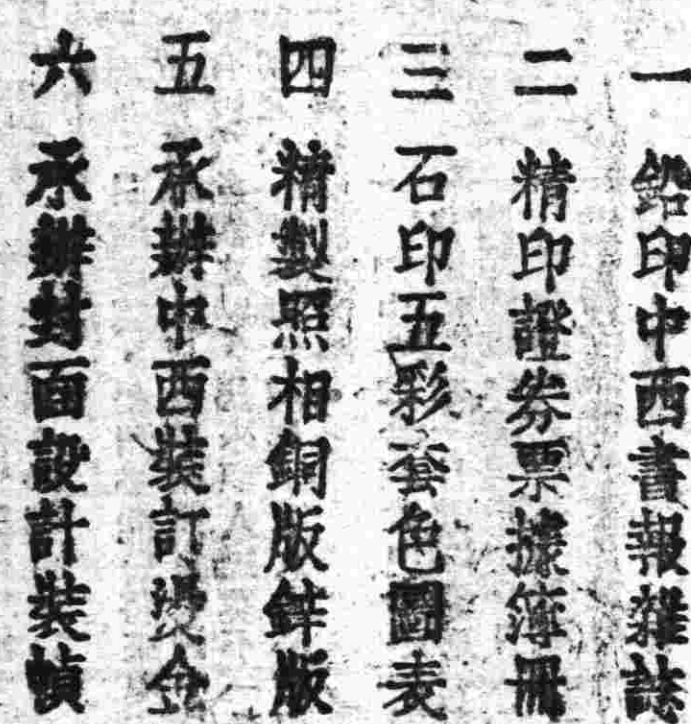 一 鉛印中西書報雜誌
二 精印證券票據簿冊
三 石印五彩套色圖表
四 精製照相銅版鋅版
五 承辦中西裝訂燙金
六 承辦封面設計裝幀